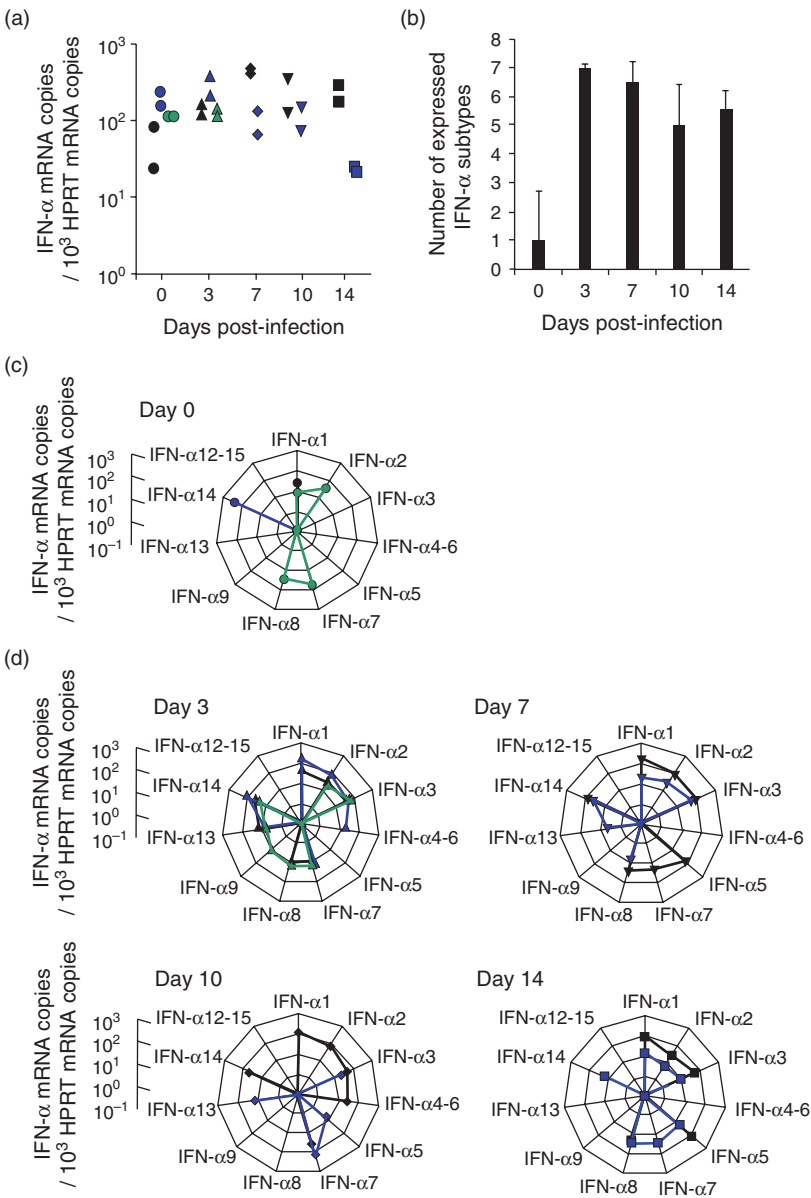 (a)
IFN-α mRNA copies
/ 10³ HPRT mRNA copies
10³
10²
10¹
10⁰
0 3 7 10 14
Days post-infection
(b)
Number of expressed
IFN-α subtypes
8
7
6
5
4
3
2
1
0
0 3 7 10 14
Days post-infection
(c)
Day 0
IFN-α mRNA copies
/ 10³ HPRT mRNA copies
10³
10²
10¹
10⁰
10⁻¹
IFN-α1
IFN-α2
IFN-α3
IFN-α4-6
IFN-α5
IFN-α7
IFN-α8
IFN-α9
IFN-α13
IFN-α14
IFN-α12-15
(d)
Day 3
IFN-α mRNA copies
/ 10³ HPRT mRNA copies
10³
10²
10¹
10⁰
10⁻¹
IFN-α1
IFN-α2
IFN-α3
IFN-α4-6
IFN-α5
IFN-α7
IFN-α8
IFN-α9
IFN-α13
IFN-α14
IFN-α12-15
Day 7
IFN-α1
IFN-α2
IFN-α3
IFN-α4-6
IFN-α5
IFN-α7
IFN-α8
IFN-α9
IFN-α13
IFN-α14
IFN-α12-15
Day 10
IFN-α mRNA copies
/ 10³ HPRT mRNA copies
10³
10²
10¹
10⁰
10⁻¹
IFN-α1
IFN-α2
IFN-α3
IFN-α4-6
IFN-α5
IFN-α7
IFN-α8
IFN-α9
IFN-α13
IFN-α14
IFN-α12-15
Day 14
IFN-α1
IFN-α2
IFN-α3
IFN-α4-6
IFN-α5
IFN-α7
IFN-α8
IFN-α9
IFN-α13
IFN-α14
IFN-α12-15